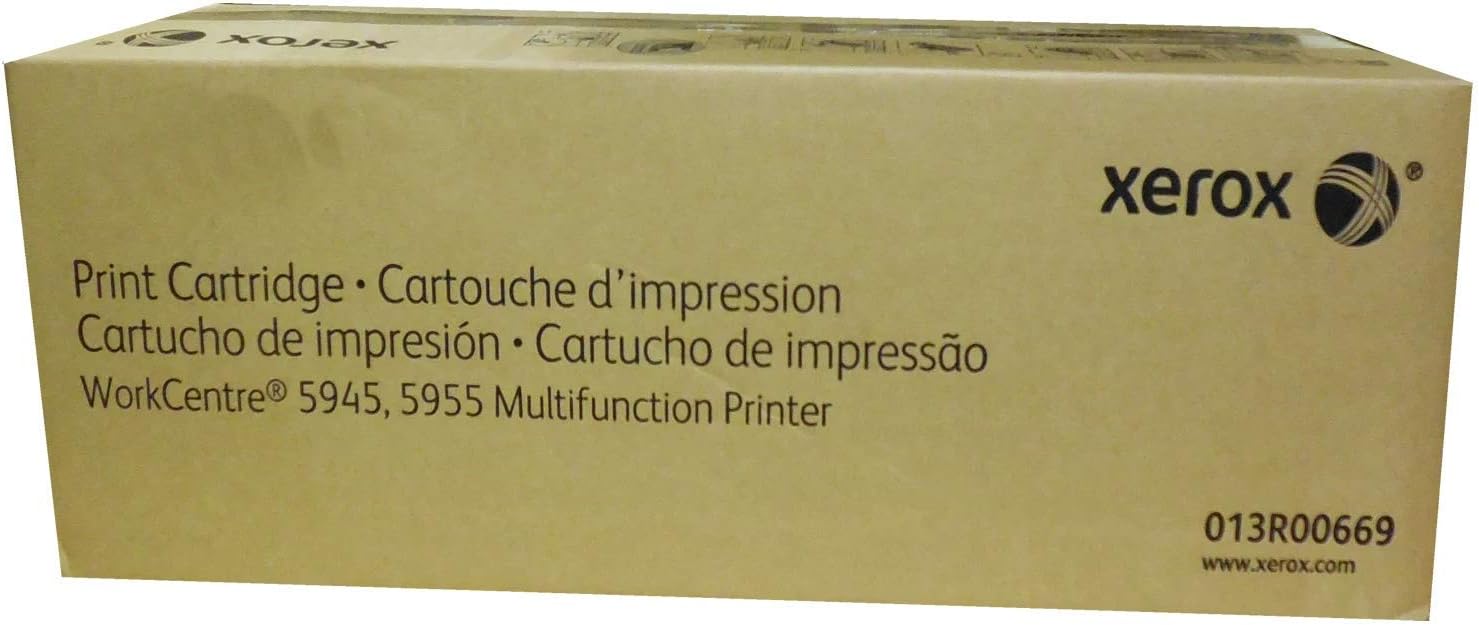 xerox
xerox ®
Print Cartridge • Cartouche d'impression
Cartucho de impresión • Cartucho de impressão
WorkCentre® 5945, 5955 Multifunction Printer
013R00669
www.xerox.com